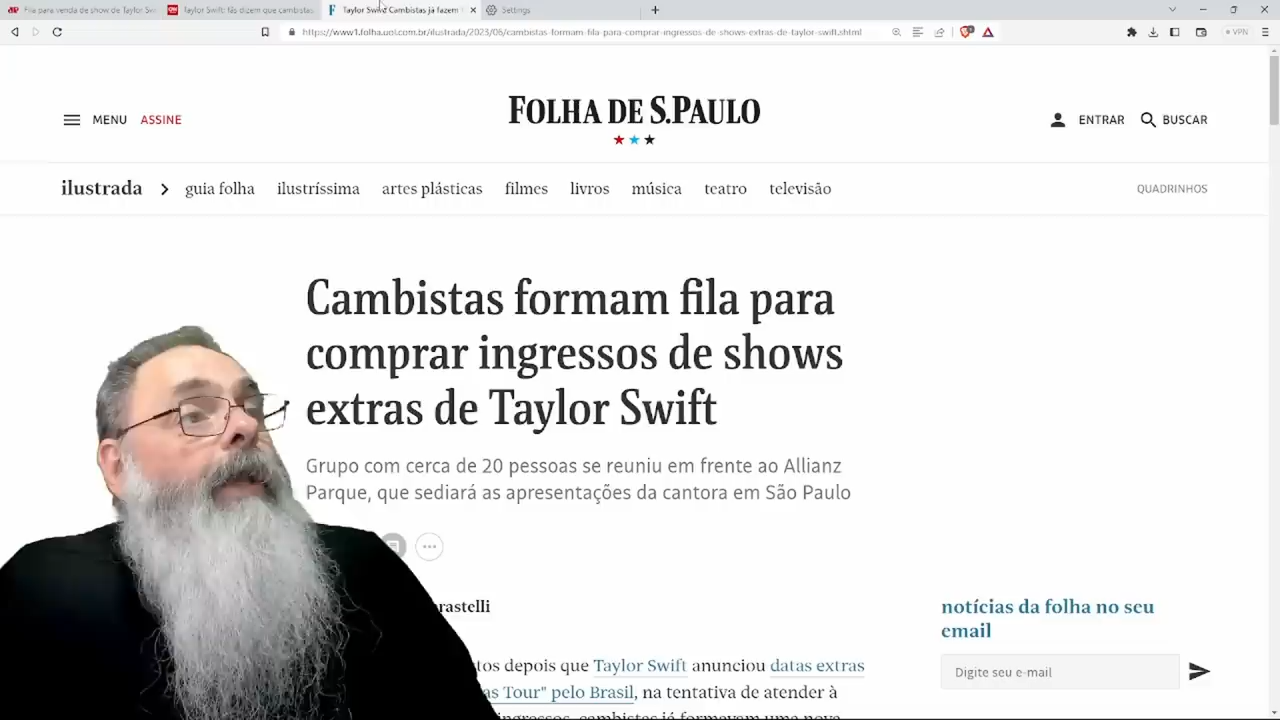 Fila para venda de show de Taylor Swi
Taylor Swift: fãs dizem que cambistas
Taylor Swift: Cambistas já fazem
Settings
https://www1.folha.uol.com.br/ilustrada/2023/06/cambistas-formam-fila-para-comprar-ingressos-de-shows-extras-de-taylor-swift.shtml
VPN
MENU ASSINE
FOLHA DE S.PAULO
ENTRAR BUSCAR
ilustrada guia folha ilustríssima artes plásticas filmes livros música teatro televisão
QUADRINHOS
Cambistas formam fila para
comprar ingressos de shows
extras de Taylor Swift
Grupo com cerca de 20 pessoas se reuniu em frente ao Allianz
Parque, que sediará as apresentações da cantora em São Paulo
rastelli
notícias da folha no seu
email
tos depois que Taylor Swift anunciou datas extras
Digite seu e-mail
as Tour" pelo Brasil, na tentativa de atender à
ingressos, cambistas já formavam uma nova